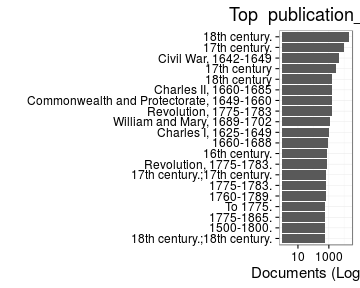 Top publication_
18th century.
17th century.
Civil War, 1642-1649
17th century
18th century
Charles II, 1660-1685
Commonwealth and Protectorate, 1649-1660
Revolution, 1775-1783
William and Mary, 1689-1702
Charles I, 1625-1649
1660-1688
16th century.
Revolution, 1775-1783.
17th century.;17th century.
1775-1783.
1760-1789.
To 1775.
1775-1865.
1500-1800.
18th century.;18th century.
10 1000
Documents (Log